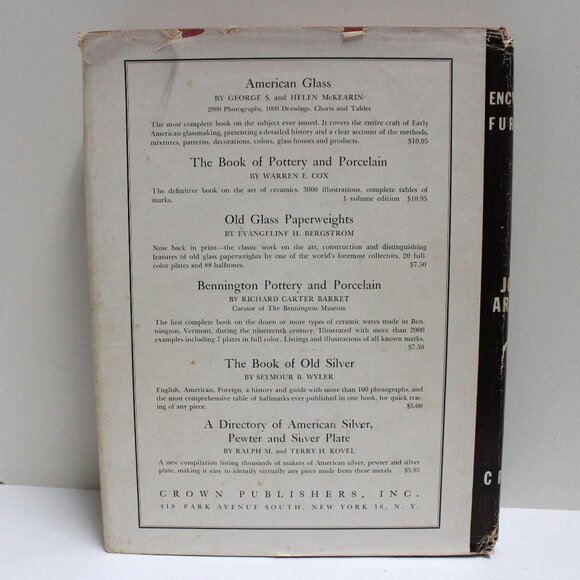 American Glass
BY GEORGE S. and HELEN McKEARIN
2000 Photographs, 1000 Drawings, Charts and Tables
The most complete book on the subject ever issued. It covers the entire craft of Early
American glassmaking, presenting a detailed history and a clear account of the methods,
mixtures, patterns, decorations, colors, glass houses and products. $10.95
The Book of Pottery and Porcelain
BY WARREN E. COX
The definitive book on the art of ceramics. 3000 illustrations, complete tables of
marks. 1 volume edition $10.95
Old Glass Paperweights
BY EVANGELINE H. BERGSTROM
Now back in print—the classic work on the art, construction and distinguishing
features of old glass paperweights by one of the world's foremost collectors. 20 full-
color plates and 88 halftones. $7.50
Bennington Pottery and Porcelain
BY RICHARD CARTER BARRET
Curator of The Bennington Museum
The first complete book on the dozen or more types of ceramic wares made in Ben-
nington, Vermont, during the nineteenth century. Illustrated with more than 2000
examples including 7 plates in full color. Listings and illustrations of all known marks.
$7.50
The Book of Old Silver
BY SEYMOUR B. WYLER
English, American, Foreign, a history and guide with more than 100 photographs, and
the most comprehensive table of hallmarks ever published in one book, for quick trac-
ing of any piece. $5.00
A Directory of American Silver,
Pewter and Silver Plate
BY RALPH M. and TERRY H. KOVEL
A new compilation listing thousands of makers of American silver, pewter and silver
plate, making it easy to identify virtually any piece made from these metals. $5.95
CROWN PUBLISHERS, INC.
419 PARK AVENUE SOUTH, NEW YORK 16, N. Y.
ENCY
FUR
JO
AR
C R